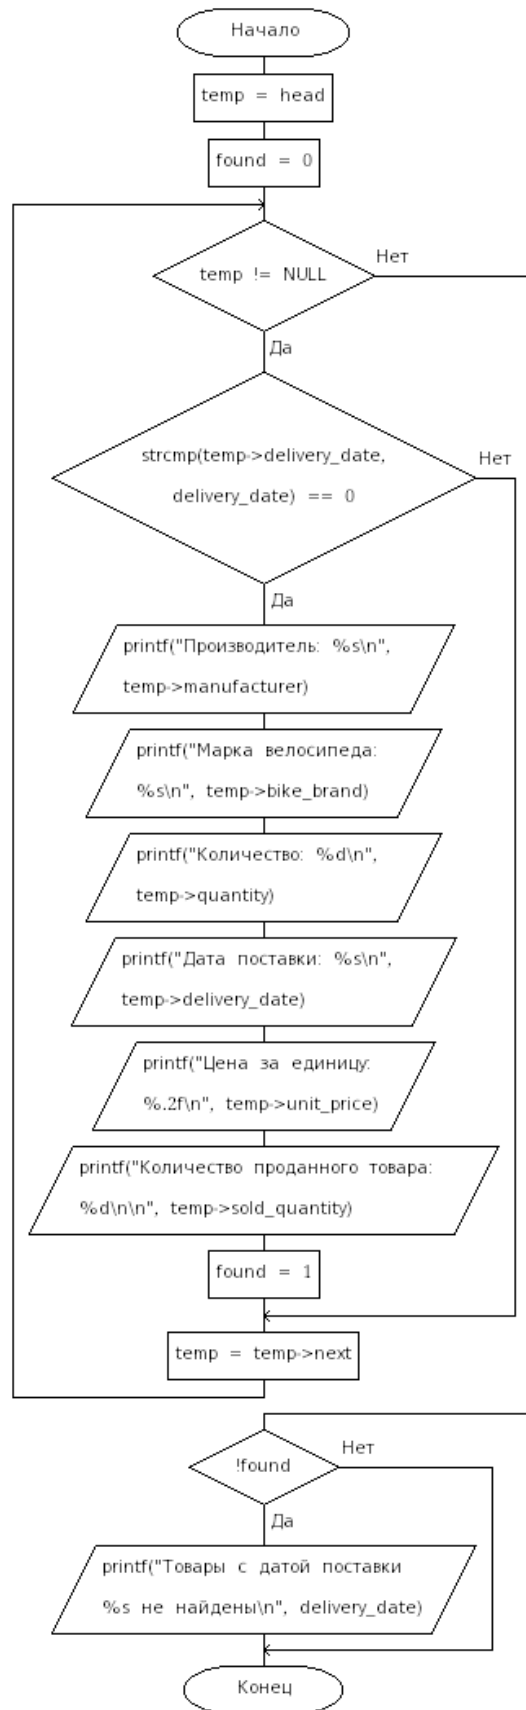 Начало
temp = head
found = 0
temp != NULL
Нет
Да
strcmp(temp->delivery_date,
delivery_date) == 0
Нет
Да
printf("Производитель: %s\n",
temp->manufacturer)
printf("Марка велосипеда:
%s\n", temp->bike_brand)
printf("Количество: %d\n",
temp->quantity)
printf("Дата поставки: %s\n",
temp->delivery_date)
printf("Цена за единицу:
%.2f\n", temp->unit_price)
printf("Количество проданного товара:
%d\n\n", temp->sold_quantity)
found = 1
temp = temp->next
!found
Нет
Да
printf("Товары с датой поставки
%s не найдены\n", delivery_date)
Конец